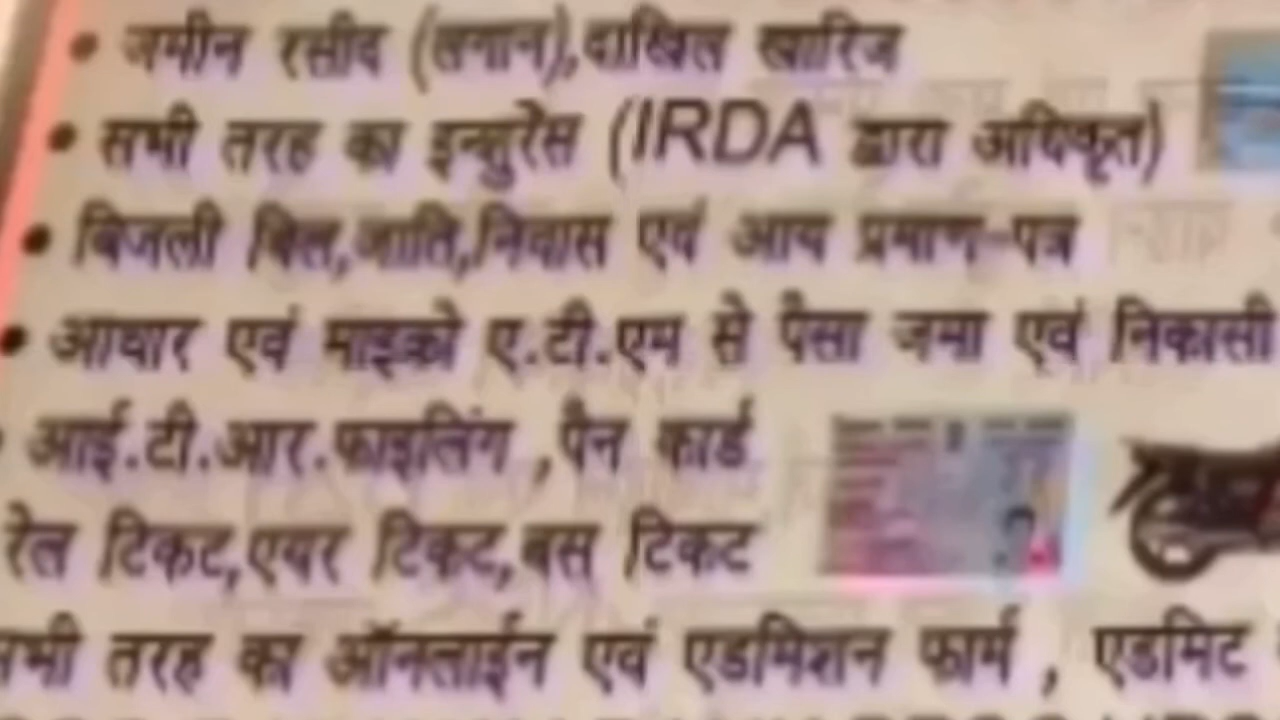 • जमीन रसीद (लगान),दाखिल खारिज
• सभी तरह का इन्शुरेंस (IRDA द्वारा अधिकृत)
• बिजली बिल,जाति,निवास एवं आय प्रमाण-पत्र
• आधार एवं माइक्रो ए.टी.एम से पैसा जमा एवं निकासी
आई.टी.आर.फाइलिंग ,पैन कार्ड
रेल टिकट,एयर टिकट,बस टिकट
सभी तरह का ऑनलाईन एवं एडमिशन फार्म , एडमिट